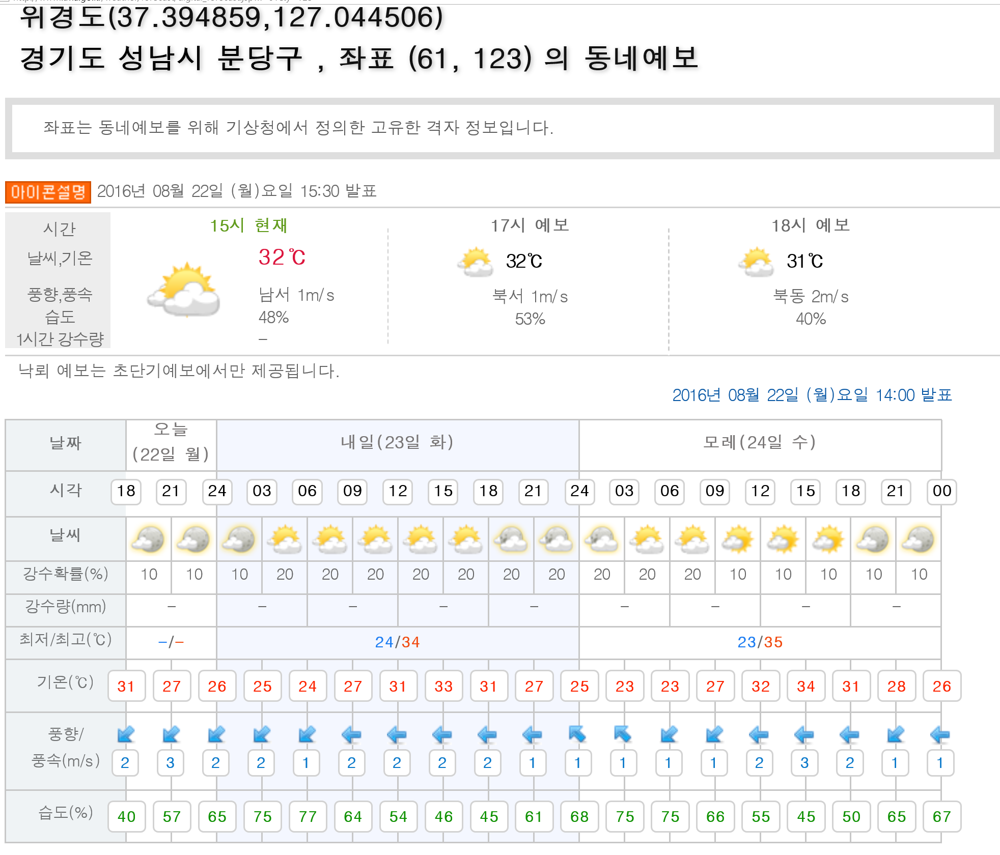 위경도(37.394859,127.044506)
경기도 성남시 분당구 , 좌표 (61, 123) 의 동네예보
좌표는 동네예보를 위해 기상청에서 정의한 고유한 격자 정보입니다.
아이콘설명 2016년 08월 22일 (월)요일 15:30 발표
시간 15시 현재 17시 예보 18시 예보
날씨,기온 32℃ 32℃ 31℃
풍향,풍속 남서 1m/s 북서 1m/s 북동 2m/s
습도 48% 53% 40%
1시간 강수량 –
낙뢰 예보는 초단기예보에서만 제공됩니다.
2016년 08월 22일 (월)요일 14:00 발표
날짜 오늘 (22일 월) 내일(23일 화) 모레(24일 수)
시각 18 21 24 03 06 09 12 15 18 21 24 03 06 09 12 15 18 21 00
날씨
강수확률(%) 10 10 10 20 20 20 20 20 20 20 20 20 20 10 10 10 10 10
강수량(mm) – – – – – – – – –
최저/최고(℃) –/– 24/34 23/35
기온(℃) 31 27 26 25 24 27 31 33 31 27 25 23 23 27 32 34 31 28 26
풍향/
풍속(m/s) 2 3 2 2 1 2 2 2 2 1 1 1 1 1 2 3 2 1 1
습도(%) 40 57 65 75 77 64 54 46 45 61 68 75 75 66 55 45 50 65 67